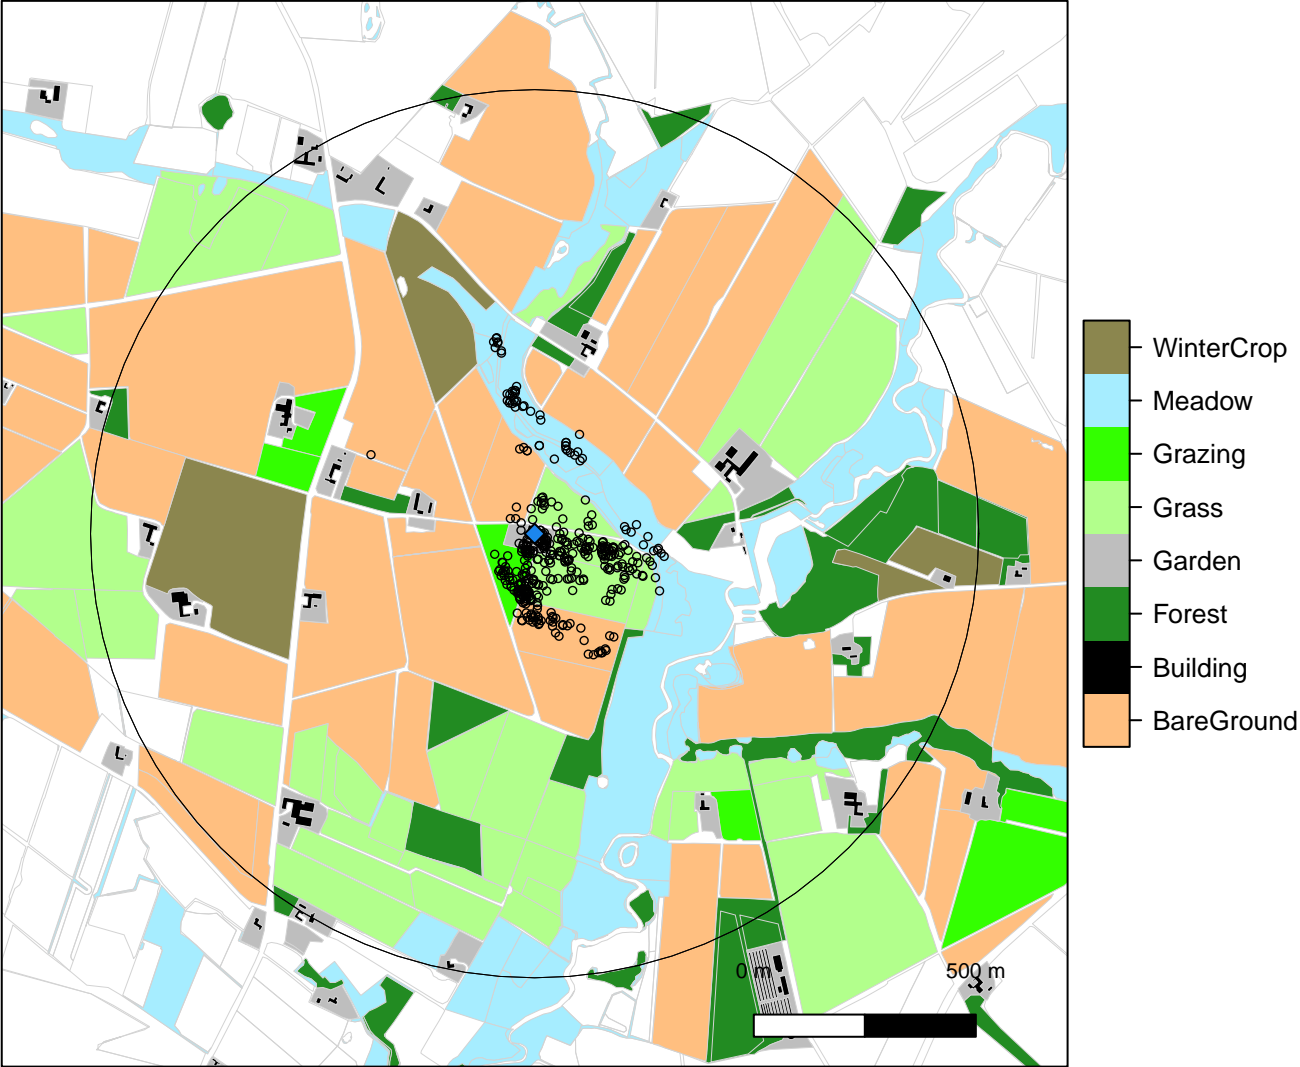 WinterCrop
Meadow
Grazing
Grass
Garden
Forest
Building
BareGround
0 m 500 m